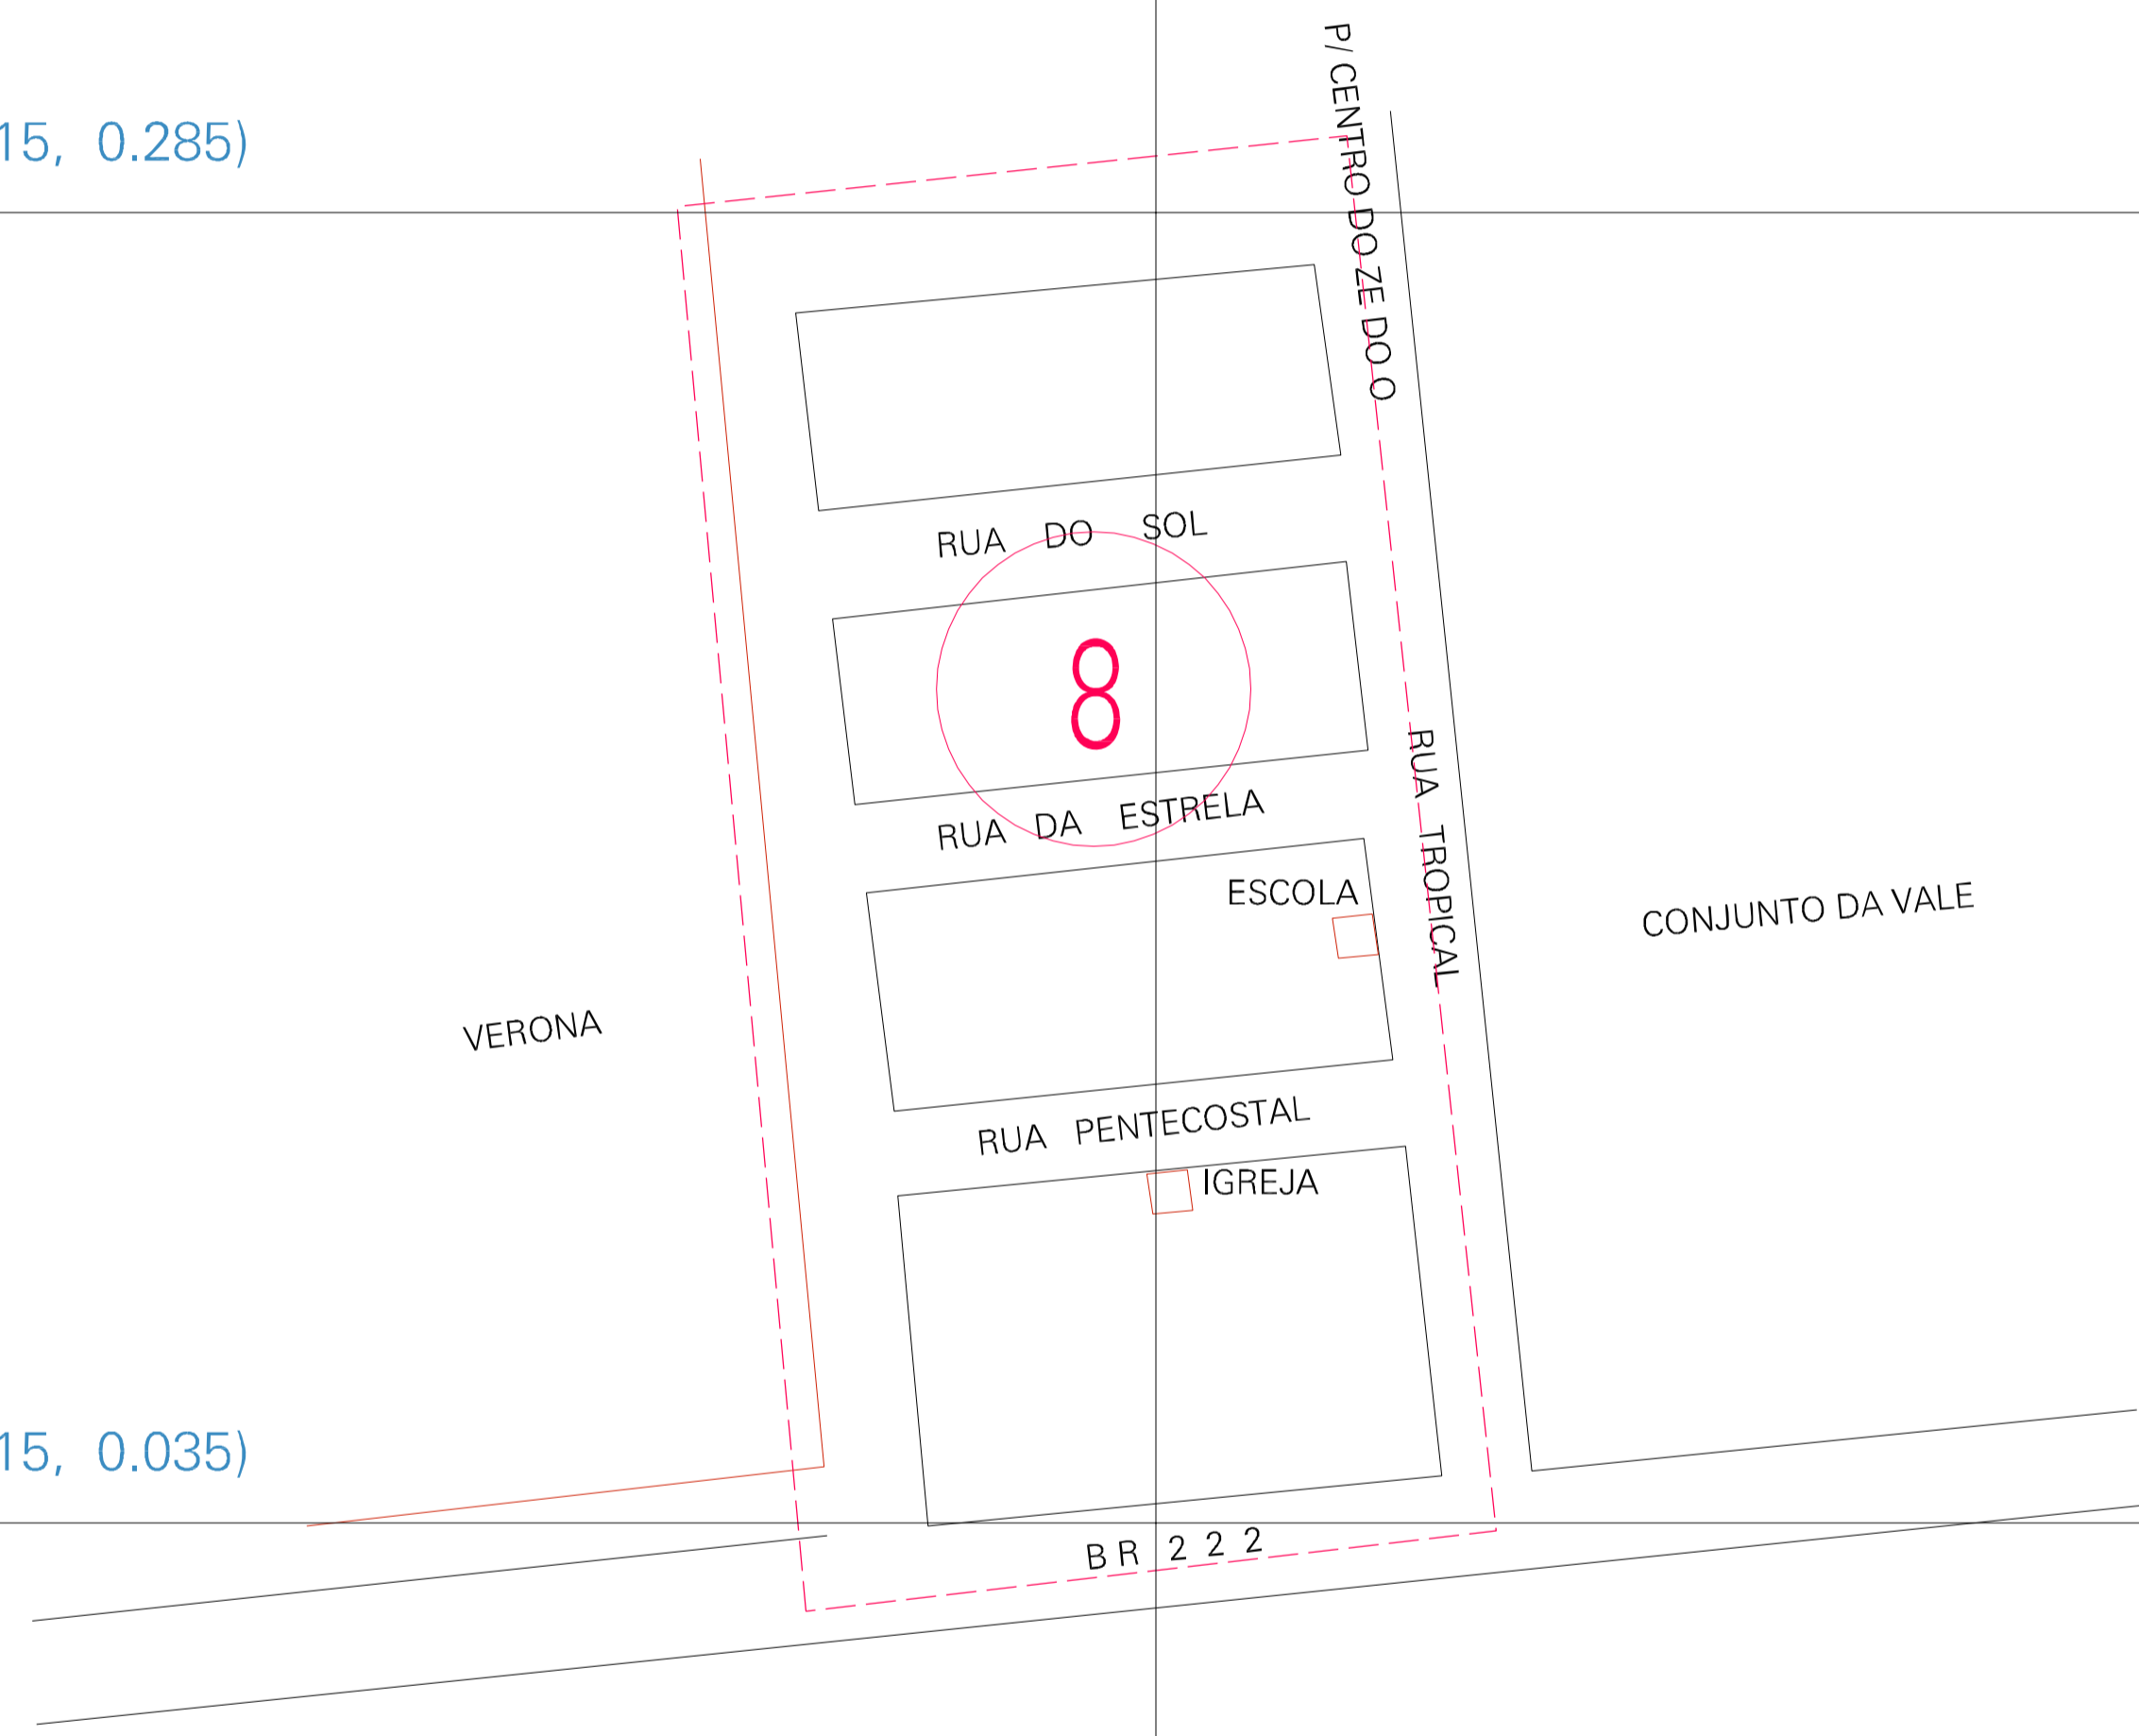 P/ CENTRO DO ZE DO O
15, 0.285)
RUA DO SOL
8
RUA DA ESTRELA
RUA TROPICAL
ESCOLA
CONJUNTO DA VALE
VERONA
RUA PENTECOSTAL
IGREJA
15, 0.035)
BR 222